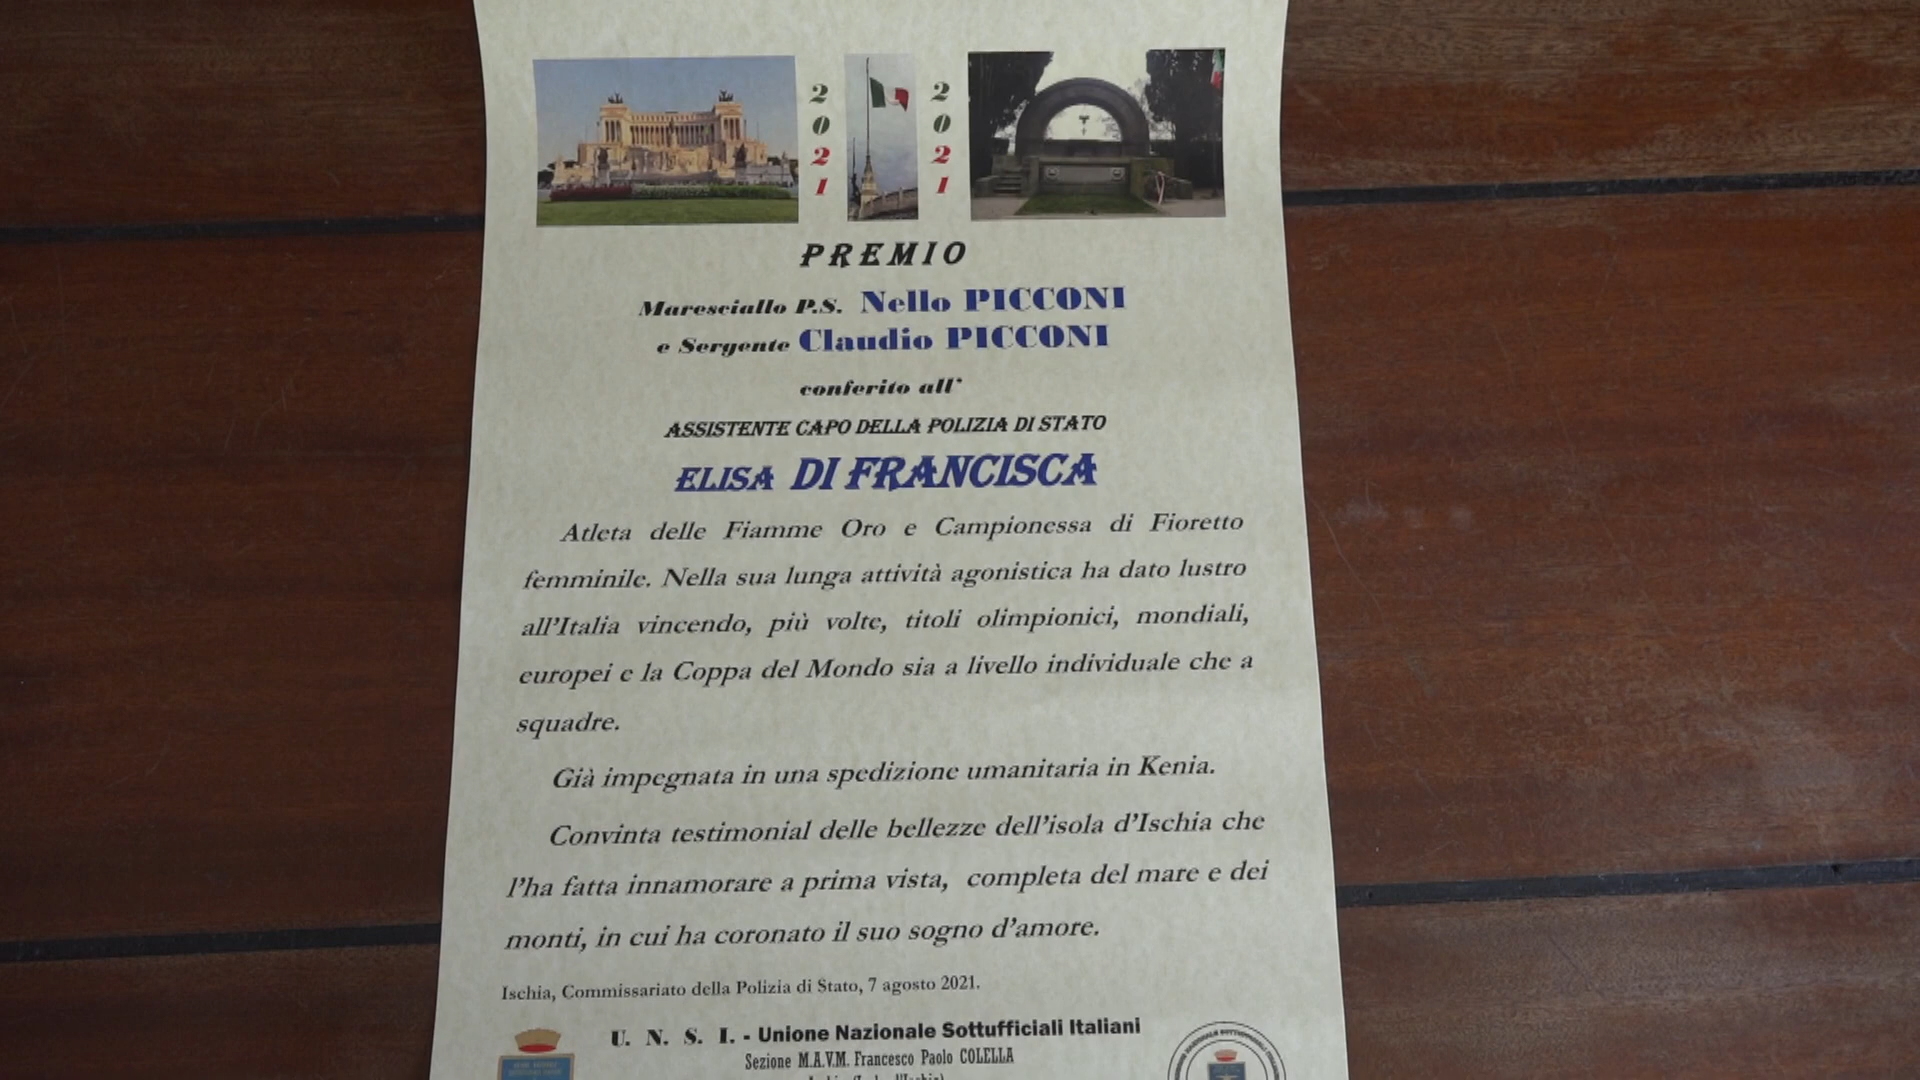 2021 2021
PREMIO
Maresciallo P.S. Nello PICCONI
e Sergente Claudio PICCONI
conferito all'
ASSISTENTE CAPO DELLA POLIZIA DI STATO
ELISA DI FRANCISCA
Atleta delle Fiamme Oro e Campionessa di Fioretto
femminile. Nella sua lunga attività agonistica ha dato lustro
all'Italia vincendo, più volte, titoli olimpionici, mondiali,
europei e la Coppa del Mondo sia a livello individuale che a
squadre.
Già impegnata in una spedizione umanitaria in Kenia.
Convinta testimonial delle bellezze dell'isola d'Ischia che
l'ha fatta innamorare a prima vista, completa del mare e dei
monti, in cui ha coronato il suo sogno d'amore.
Ischia, Commissariato della Polizia di Stato, 7 agosto 2021.
U. N. S. I. - Unione Nazionale Sottufficiali Italiani
Sezione M.A.V.M. Francesco Paolo COLELLA